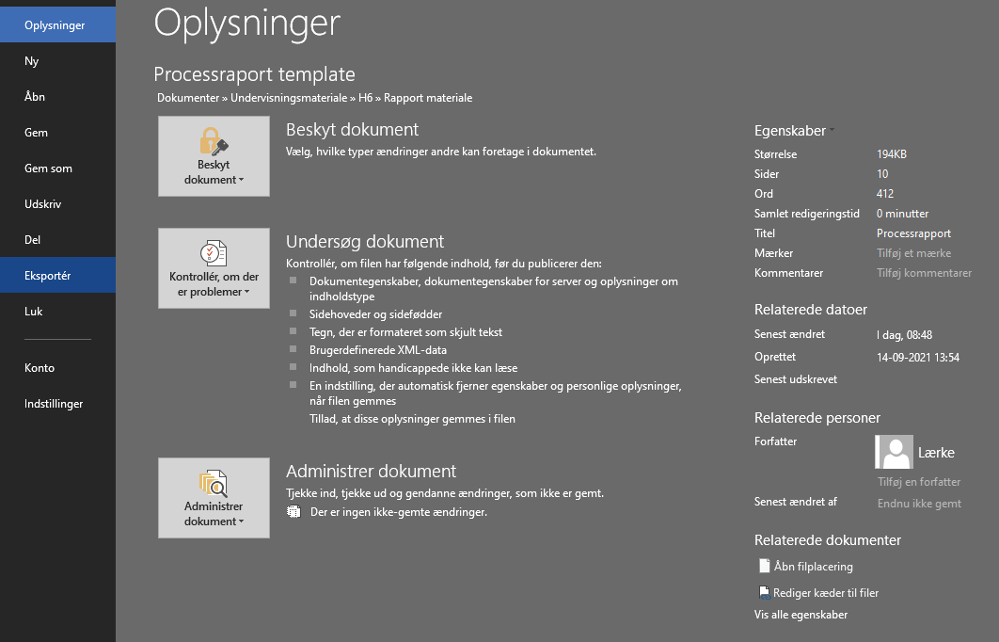 Oplysninger
Ny
Åbn
Gem
Gem som
Udskriv
Del
Eksportér
Luk
Konto
Indstillinger
Oplysninger
Processraport template
Dokumenter » Undervisningsmateriale » H6 » Rapport materiale
Beskyt
dokument
Beskyt dokument
Vælg, hvilke typer ændringer andre kan foretage i dokumentet.
Kontrollér, om der
er problemer
Undersøg dokument
Kontrollér, om filen har følgende indhold, før du publicerer den:
Dokumentegenskaber, dokumentegenskaber for server og oplysninger om
indholdstype
Sidehoveder og sidefødder
Tegn, der er formateret som skjult tekst
Brugerdefinerede XML-data
Indhold, som handicappede ikke kan læse
En indstilling, der automatisk fjerner egenskaber og personlige oplysninger,
når filen gemmes
Tillad, at disse oplysninger gemmes i filen
Administrer
dokument
Administrer dokument
Tjekke ind, tjekke ud og gendanne ændringer, som ikke er gemt.
Der er ingen ikke-gemte ændringer.
Egenskaber
Størrelse 194KB
Sider 10
Ord 412
Samlet redigeringstid 0 minutter
Titel Processrapport
Mærker Tilføj et mærke
Kommentarer Tilføj kommentarer
Relaterede datoer
Senest ændret I dag, 08:48
Oprettet 14-09-2021 13:54
Senest udskrevet
Relaterede personer
Forfatter Lærke
Tilføj en forfatter
Senest ændret af Endnu ikke gemt
Relaterede dokumenter
Åbn filplacering
Rediger kæder til filer
Vis alle egenskaber